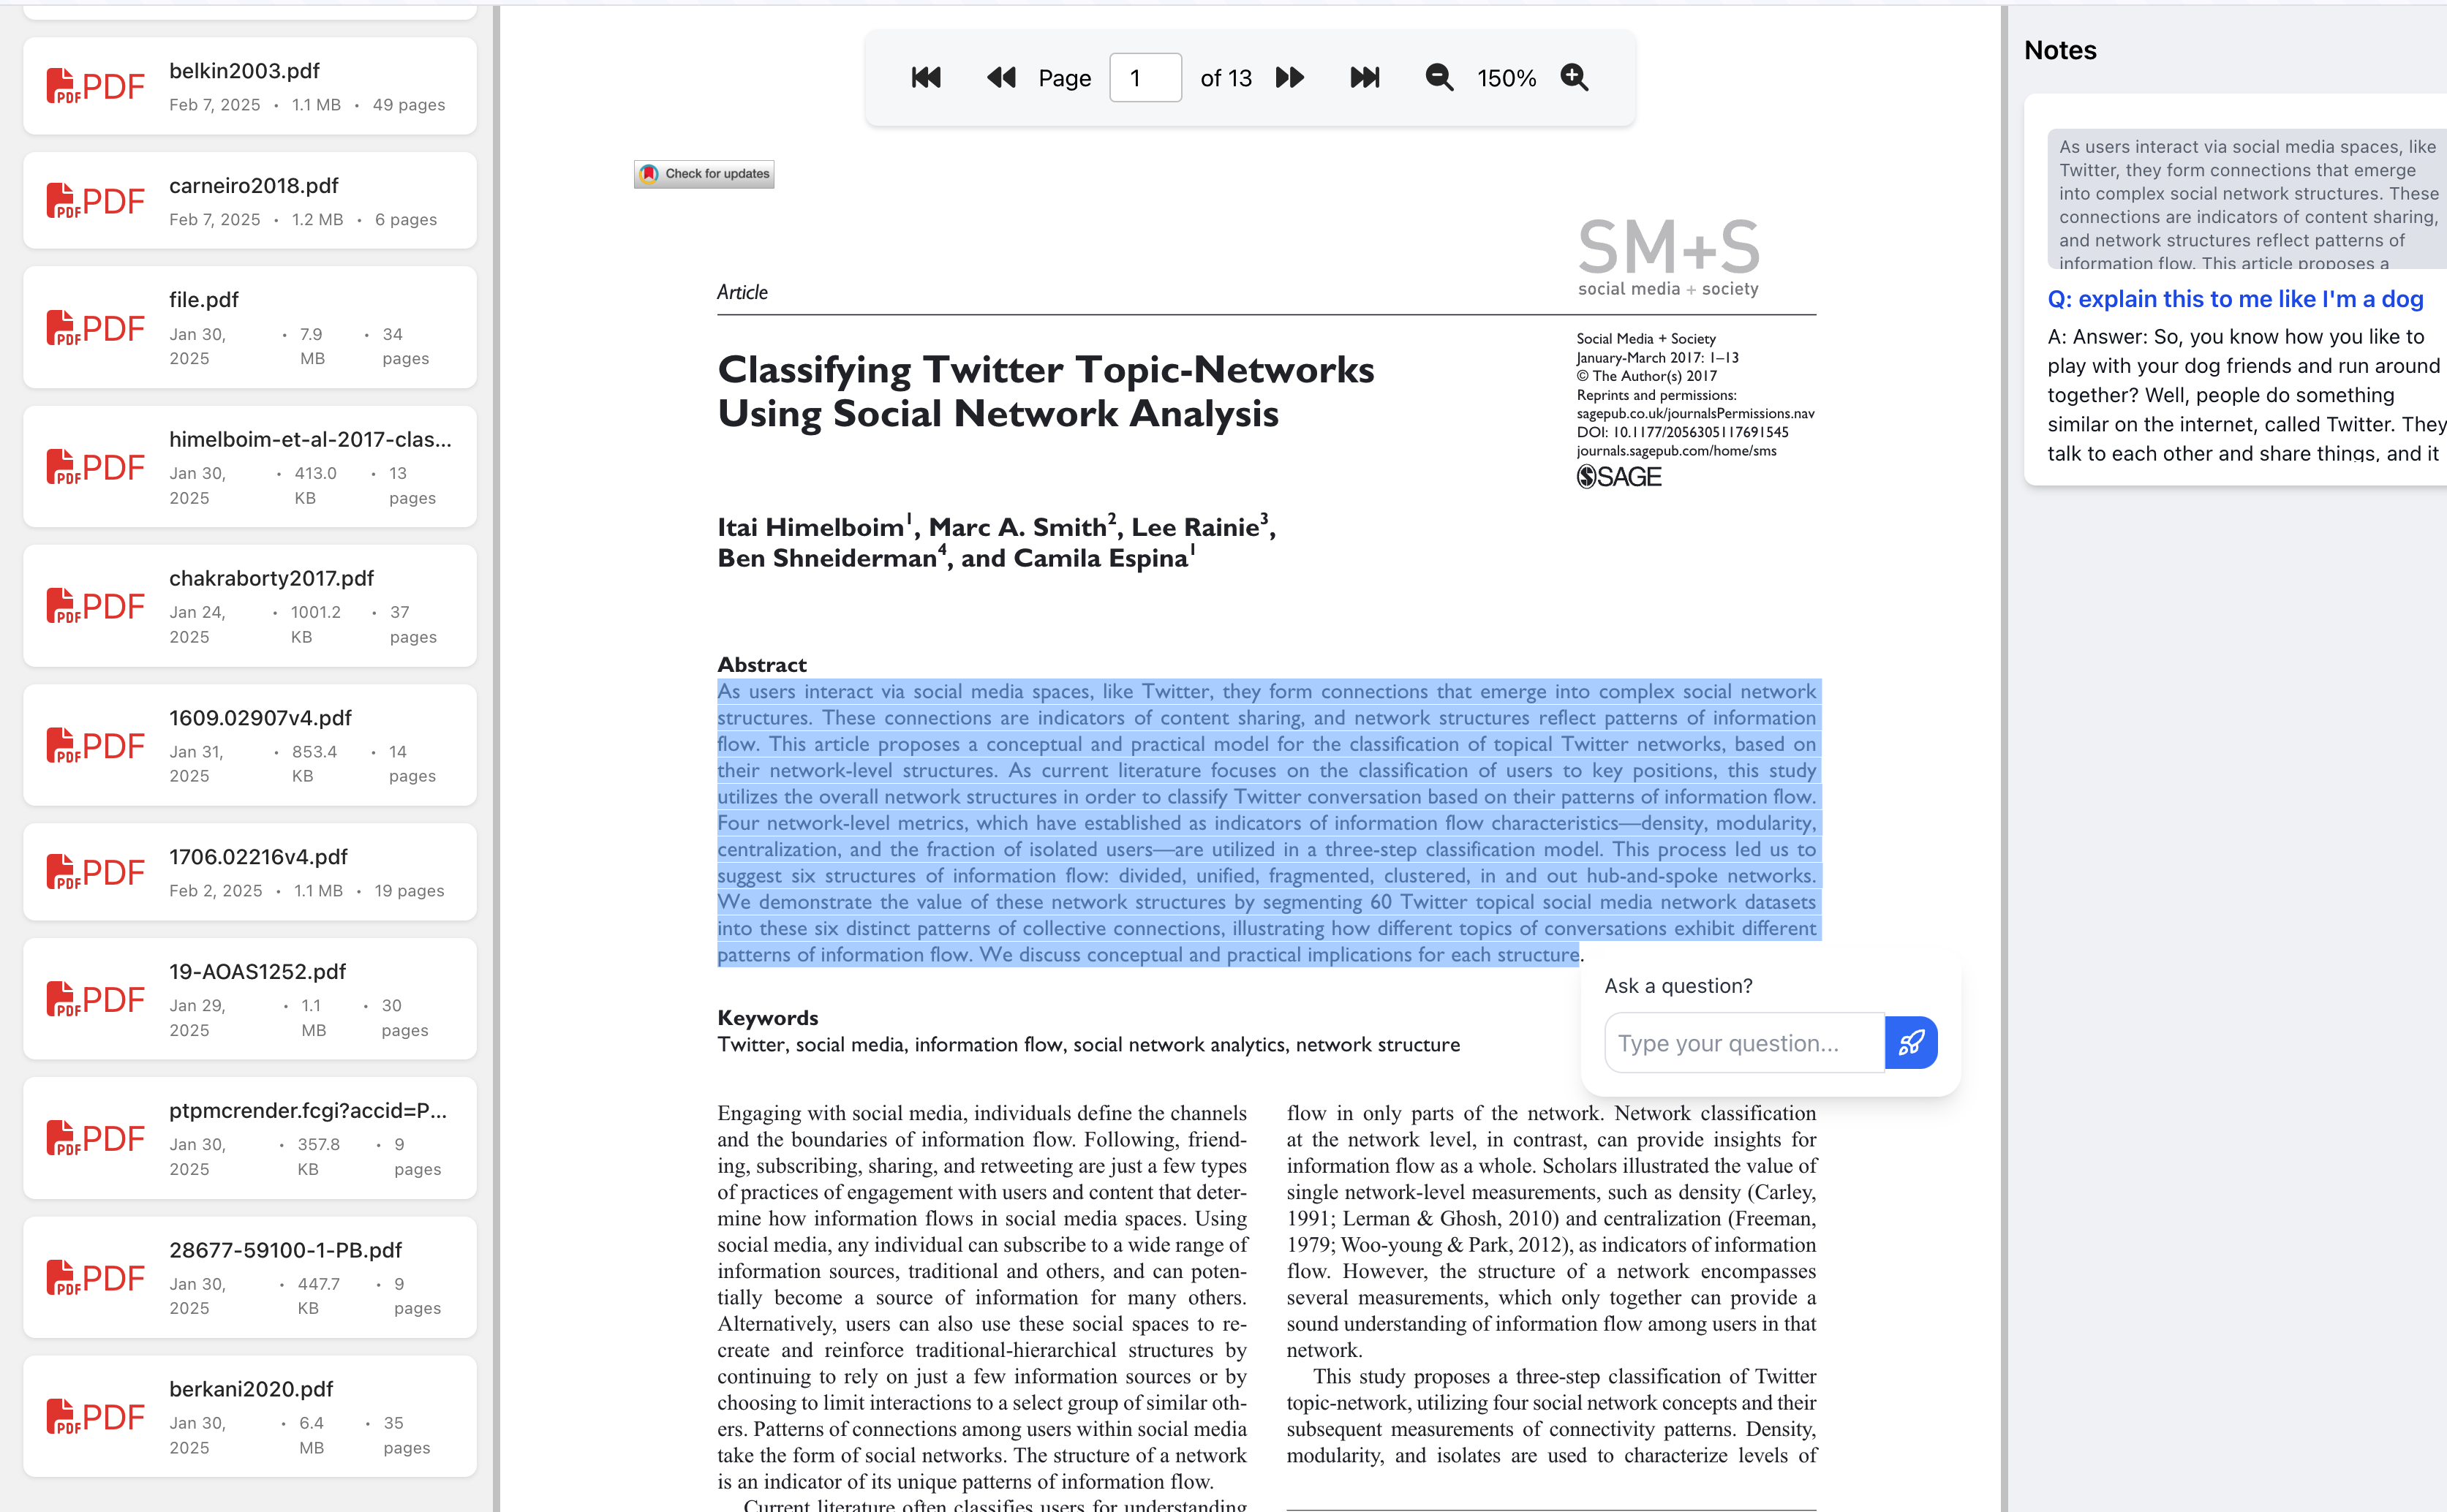 belkin2003.pdf
Feb 7, 2025 • 1.1 MB • 49 pages
PDF
carneiro2018.pdf
Feb 7, 2025 • 1.2 MB • 6 pages
PDF
file.pdf
Jan 30, 2025 • 7.9 MB • 34 pages
PDF
himelboim-et-al-2017-clas...
Jan 30, 2025 • 413.0 KB • 13 pages
PDF
chakraborty2017.pdf
Jan 24, 2025 • 1001.2 KB • 37 pages
PDF
1609.02907v4.pdf
Jan 31, 2025 • 853.4 KB • 14 pages
PDF
1706.02216v4.pdf
Feb 2, 2025 • 1.1 MB • 19 pages
PDF
19-AOAS1252.pdf
Jan 29, 2025 • 1.1 MB • 30 pages
PDF
ptpmcrender.fcgi?accid=P...
Jan 30, 2025 • 357.8 KB • 9 pages
PDF
28677-59100-1-PB.pdf
Jan 30, 2025 • 447.7 KB • 9 pages
PDF
berkani2020.pdf
Jan 30, 2025 • 6.4 MB • 35 pages
PDF
Page 1 of 13 150%
Check for updates
SM+S
social media + society
Article
Classifying Twitter Topic-Networks
Using Social Network Analysis
Social Media + Society
January-March 2017: 1–13
© The Author(s) 2017
Reprints and permissions:
sagepub.co.uk/journalsPermissions.nav
DOI: 10.1177/2056305117691545
journals.sagepub.com/home/sms
SAGE
Itai Himelboim1, Marc A. Smith2, Lee Rainie3,
Ben Shneiderman4, and Camila Espina1
Abstract
As users interact via social media spaces, like Twitter, they form connections that emerge into complex social network
structures. These connections are indicators of content sharing, and network structures reflect patterns of information
flow. This article proposes a conceptual and practical model for the classification of topical Twitter networks, based on
their network-level structures. As current literature focuses on the classification of users to key positions, this study
utilizes the overall network structures in order to classify Twitter conversation based on their patterns of information flow.
Four network-level metrics, which have established as indicators of information flow characteristics—density, modularity,
centralization, and the fraction of isolated users—are utilized in a three-step classification model. This process led us to
suggest six structures of information flow: divided, unified, fragmented, clustered, in and out hub-and-spoke networks.
We demonstrate the value of these network structures by segmenting 60 Twitter topical social media network datasets
into these six distinct patterns of collective connections, illustrating how different topics of conversations exhibit different
patterns of information flow. We discuss conceptual and practical implications for each structure.
Keywords
Twitter, social media, information flow, social network analytics, network structure
Ask a question?
Type your question...
Engaging with social media, individuals define the channels
and the boundaries of information flow. Following, friend-
ing, subscribing, sharing, and retweeting are just a few types
of practices of engagement with users and content that deter-
mine how information flows in social media spaces. Using
social media, any individual can subscribe to a wide range of
information sources, traditional and others, and can poten-
tially become a source of information for many others.
Alternatively, users can also use these social spaces to re-
create and reinforce traditional-hierarchical structures by
continuing to rely on just a few information sources or by
choosing to limit interactions to a select group of similar oth-
ers. Patterns of connections among users within social media
take the form of social networks. The structure of a network
is an indicator of its unique patterns of information flow.
Current literature often classifies users for understanding
flow in only parts of the network. Network classification
at the network level, in contrast, can provide insights for
information flow as a whole. Scholars illustrated the value of
single network-level measurements, such as density (Carley,
1991; Lerman & Ghosh, 2010) and centralization (Freeman,
1979; Woo-young & Park, 2012), as indicators of information
flow. However, the structure of a network encompasses
several measurements, which only together can provide a
sound understanding of information flow among users in that
network.
This study proposes a three-step classification of Twitter
topic-network, utilizing four social network concepts and their
subsequent measurements of connectivity patterns. Density,
modularity, and isolates are used to characterize levels of
Notes
As users interact via social media spaces, like
Twitter, they form connections that emerge
into complex social network structures. These
connections are indicators of content sharing,
and network structures reflect patterns of
information flow. This article proposes a
Q: explain this to me like I'm a dog
A: Answer: So, you know how you like to
play with your dog friends and run around
together? Well, people do something
similar on the internet, called Twitter. They
talk to each other and share things, and it